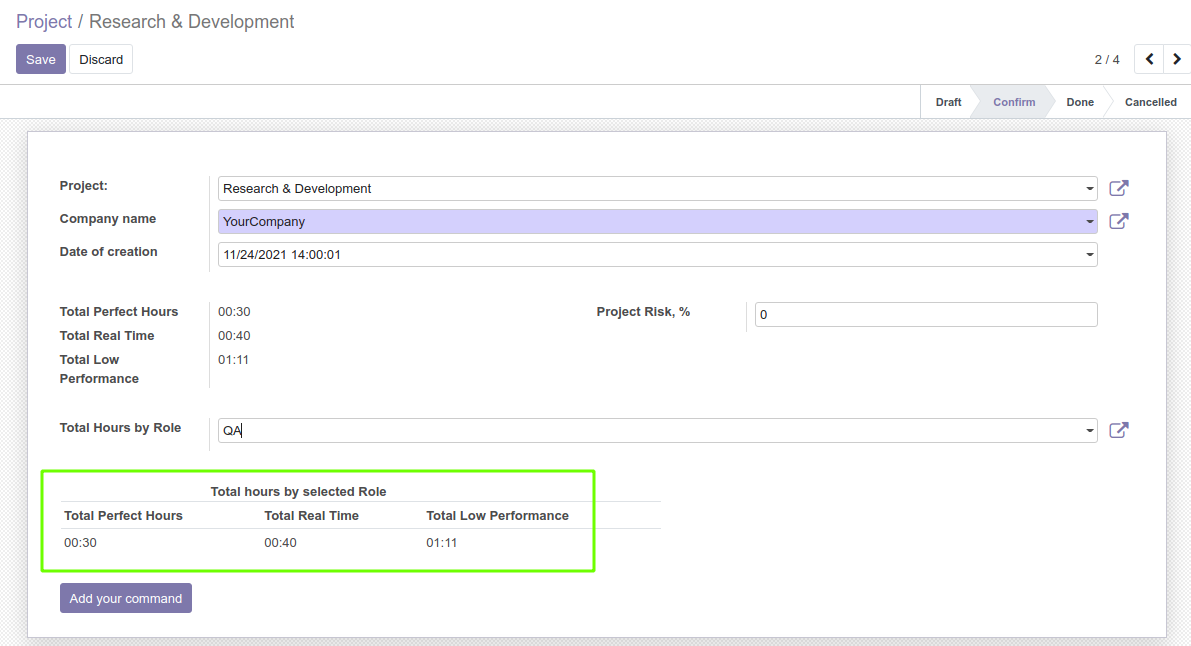 Project / Research & Development
Save Discard 2 / 4
Draft Confirm Done Cancelled
Project: Research & Development
Company name YourCompany
Date of creation 11/24/2021 14:00:01
Total Perfect Hours 00:30 Project Risk, % 0
Total Real Time 00:40
Total Low 01:11
Performance
Total Hours by Role QA
Total hours by selected Role
Total Perfect Hours Total Real Time Total Low Performance
00:30 00:40 01:11
Add your command